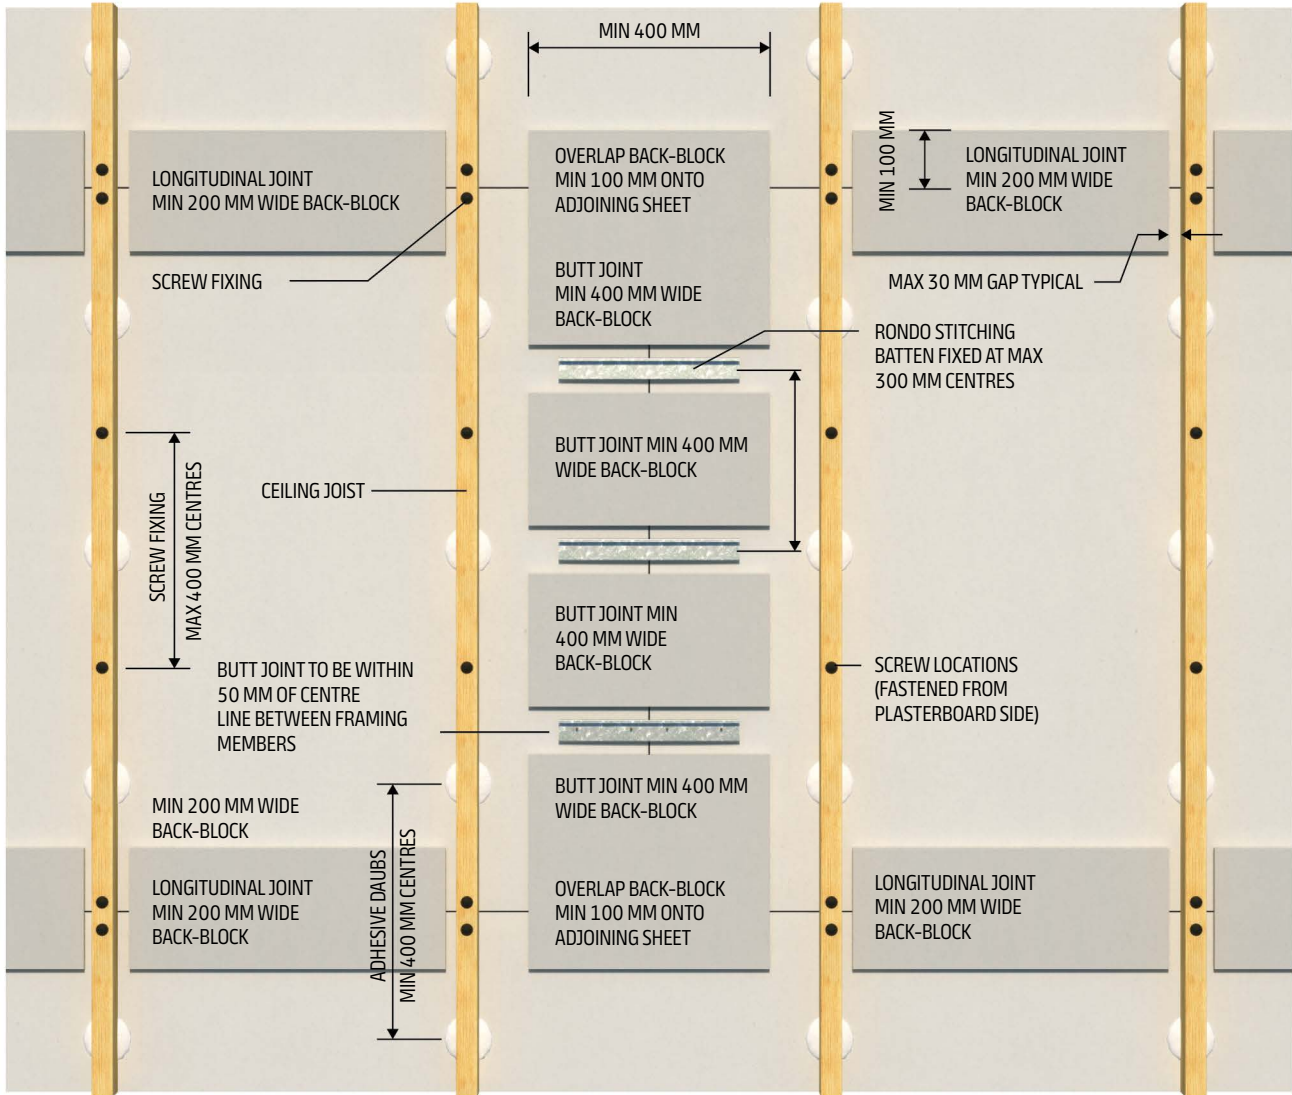 MIN 400 MM
LONGITUDINAL JOINT
MIN 200 MM WIDE BACK-BLOCK
SCREW FIXING
OVERLAP BACK-BLOCK
MIN 100 MM ONTO
ADJOINING SHEET
BUTT JOINT
MIN 400 MM WIDE
BACK-BLOCK
MIN 100 MM
LONGITUDINAL JOINT
MIN 200 MM WIDE
BACK-BLOCK
MAX 30 MM GAP TYPICAL
RONDO STITCHING
BATTEN FIXED AT MAX
300 MM CENTRES
SCREW FIXING
MAX 400 MM CENTRES
CEILING JOIST
BUTT JOINT MIN 400 MM
WIDE BACK-BLOCK
BUTT JOINT MIN
400 MM WIDE
BACK-BLOCK
BUTT JOINT TO BE WITHIN
50 MM OF CENTRE
LINE BETWEEN FRAMING
MEMBERS
SCREW LOCATIONS
(FASTENED FROM
PLASTERBOARD SIDE)
MIN 200 MM WIDE
BACK-BLOCK
LONGITUDINAL JOINT
MIN 200 MM WIDE
BACK-BLOCK
ADHESIVE DAUBS
MIN 400 MM CENTRES
BUTT JOINT MIN 400 MM
WIDE BACK-BLOCK
OVERLAP BACK-BLOCK
MIN 100 MM ONTO
ADJOINING SHEET
LONGITUDINAL JOINT
MIN 200 MM WIDE
BACK-BLOCK